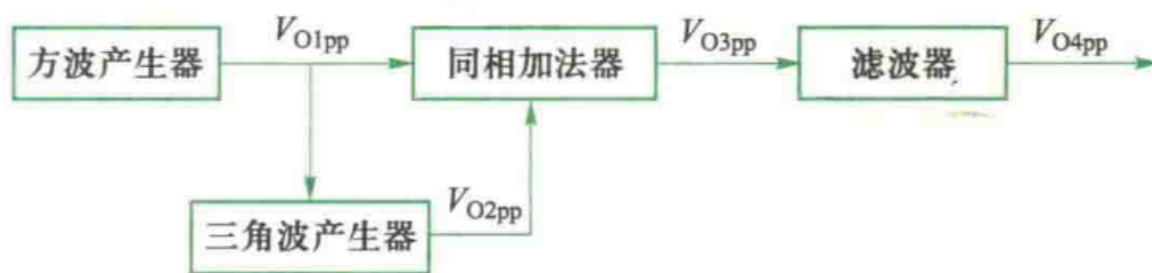 方波产生器
V_O1pp
同相加法器
V_O3pp
滤波器
V_O4pp
三角波产生器
V_O2pp